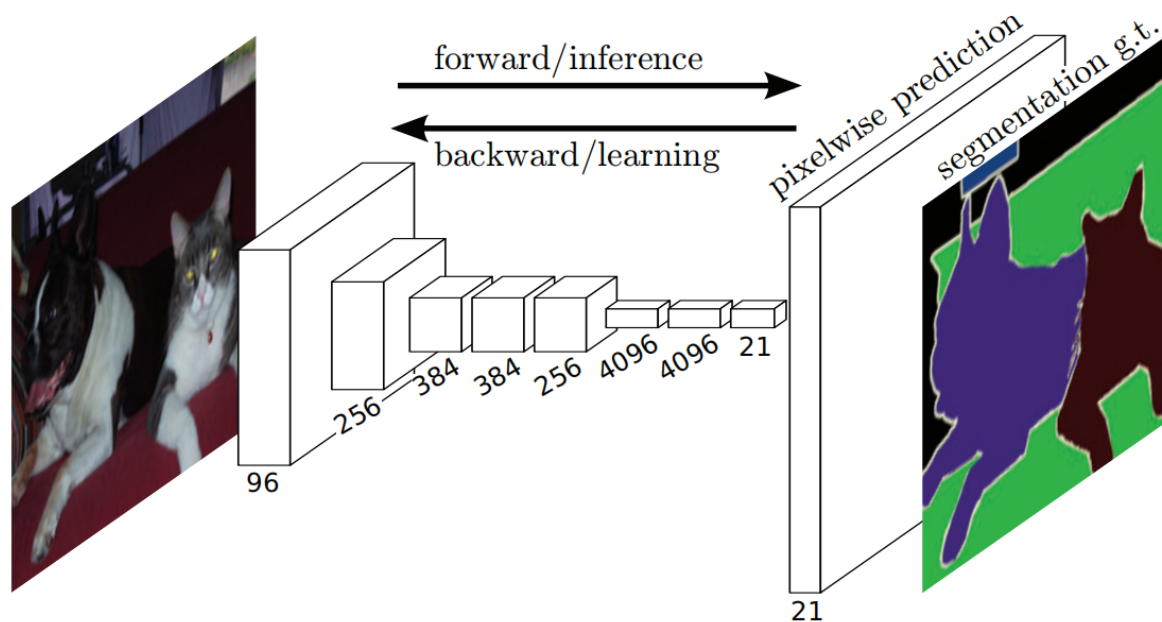 forward/inference
backward/learning
pixelwise prediction
segmentation g.t.
96
256
384
384
256
4096
4096
21
21